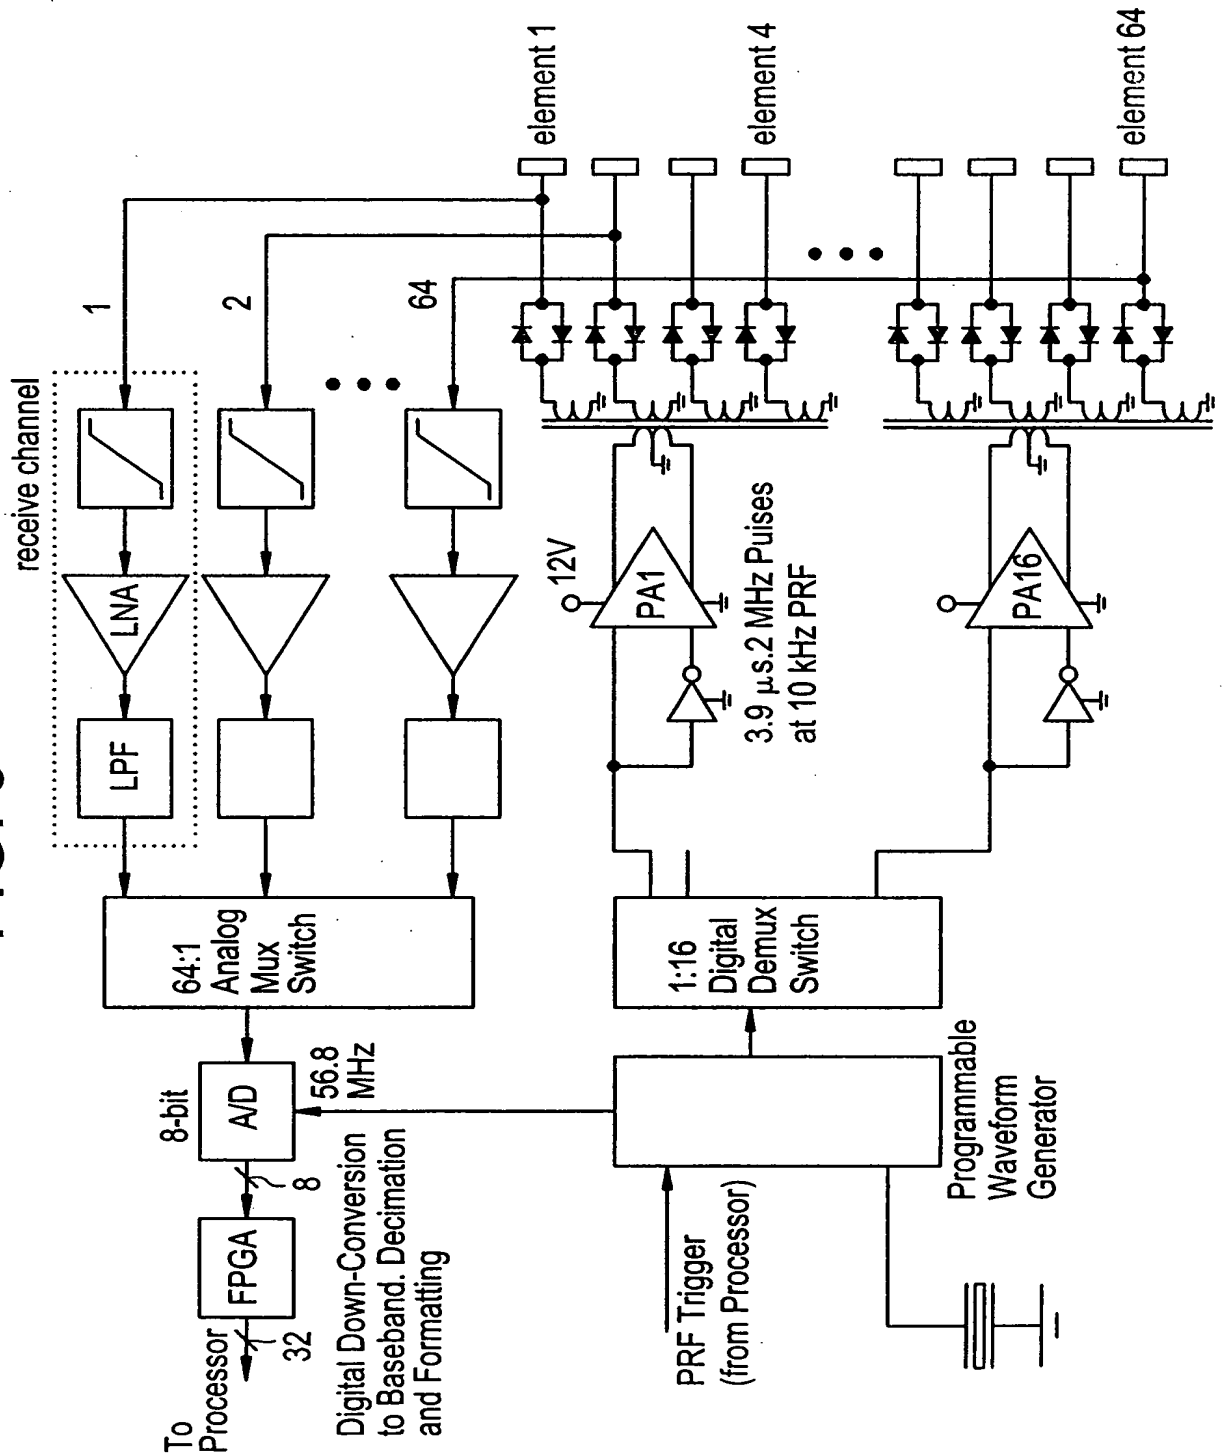 receive channel
To
Processor
32
FPGA
8
8-bit
A/D
56.8
MHz
64:1
Analog
Mux
Switch
LPF
LNA
1
2
64
Digital Down-Conversion
to Baseband. Decimation
and Formatting
PRF Trigger
(from Processor)
Programmable
Waveform
Generator
1:16
Digital
Demux
Switch
12V
PA1
3.9 µs.2 MHz Puises
at 10 kHz PRF
PA16
element 1
element 4
element 64